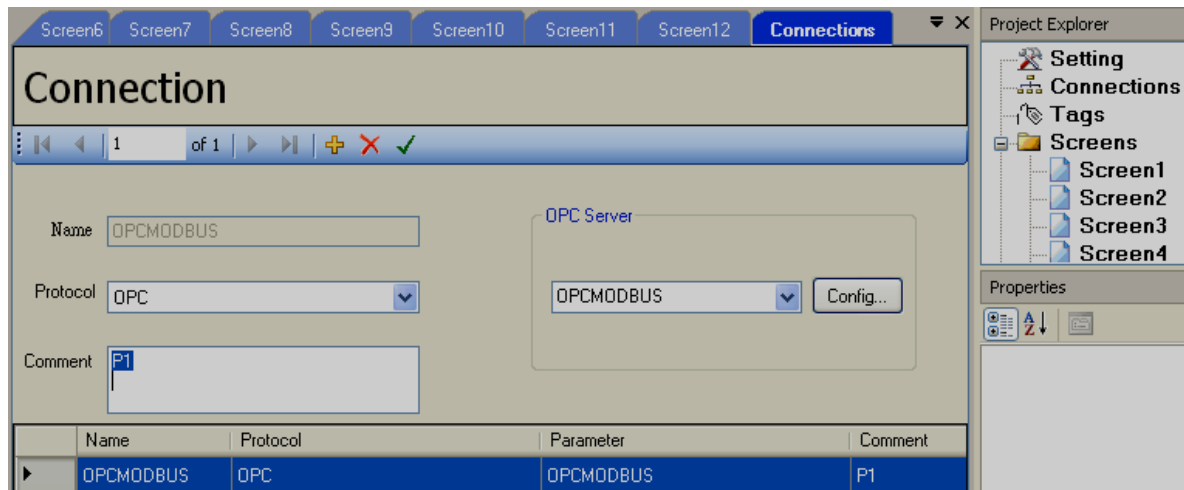 Screen6 Screen7 Screen8 Screen9 Screen10 Screen11 Screen12 Connections
Connection
1 of 1
Name OPCMODBUS
Protocol OPC
Comment P1
OPC Server
OPCMODBUS Config...
Name Protocol Parameter Comment
OPCMODBUS OPC OPCMODBUS P1
Project Explorer
Setting
Connections
Tags
Screens
Screen1
Screen2
Screen3
Screen4
Properties